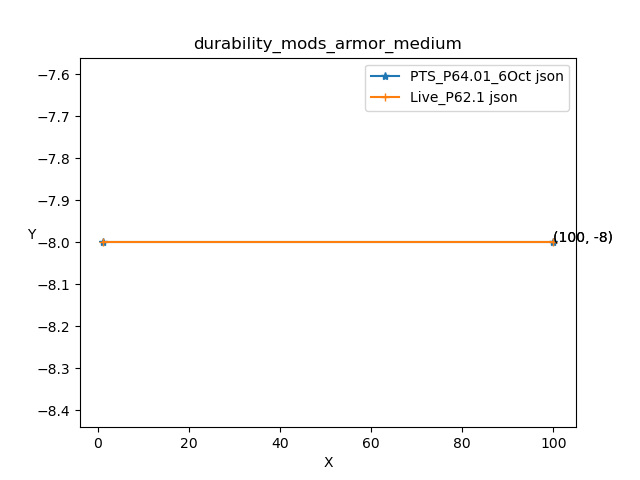 durability_mods_armor_medium
PTS_P64.01_6Oct json
Live_P62.1 json
−7.6
−7.7
−7.8
−7.9
Y
−8.0
(100, -8)
−8.1
−8.2
−8.3
−8.4
0 20 40 60 80 100
X